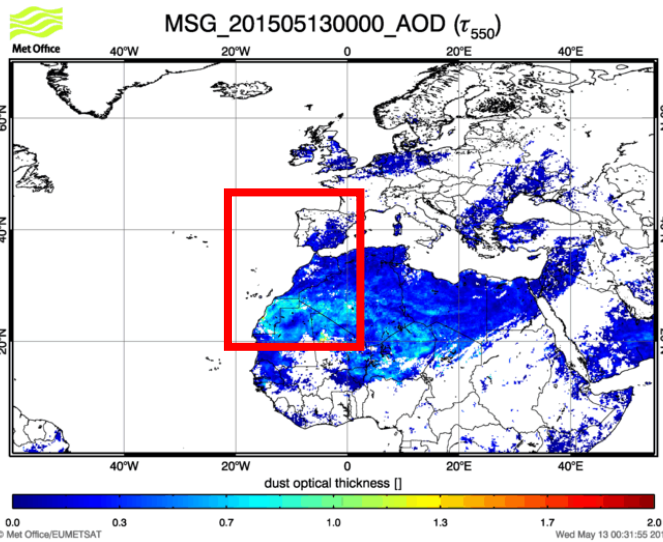 MSG_201505130000_AOD (τ550)
Met Office
40°W 20°W 0 20°E 40°E
60°N
40°N 40°N
20°N 20°N
40°W 20°W 0 20°E 40°E
dust optical thickness []
0.0 0.3 0.7 1.0 1.3 1.7 2.0
© Met Office/EUMETSAT Wed May 13 00:31:55 201